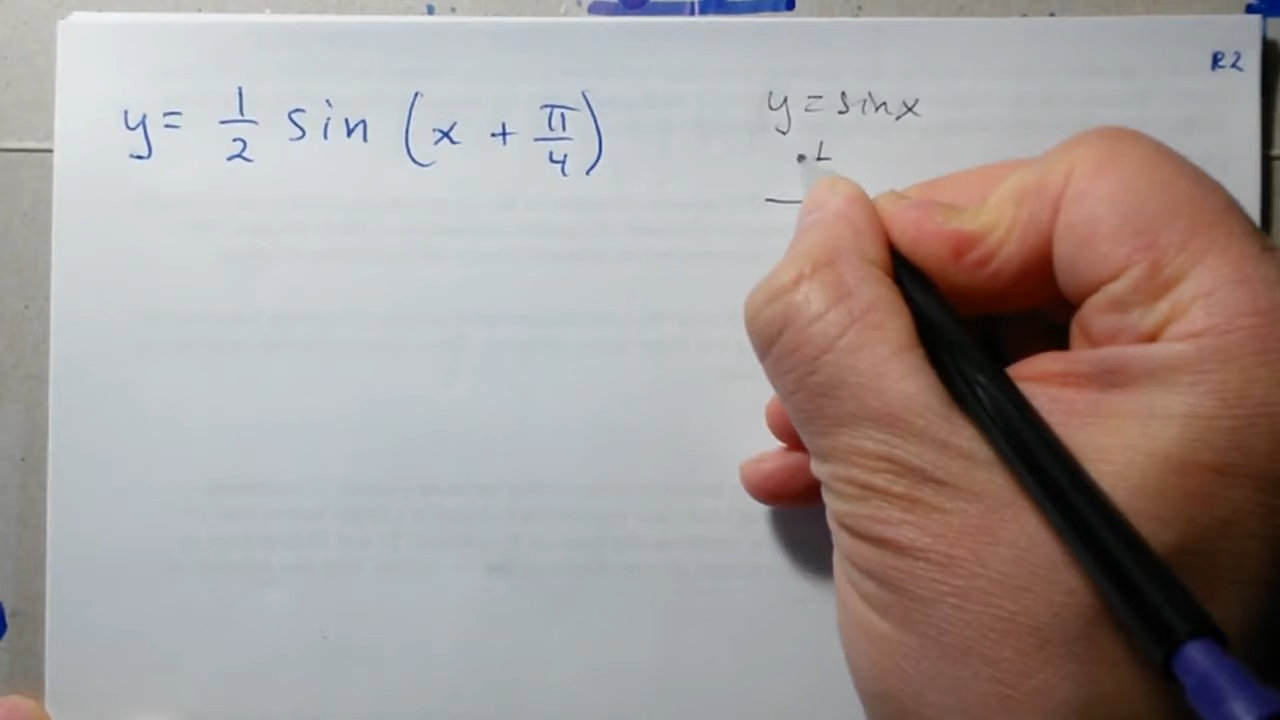 R2
y = 1/2 sin (x + π/4)
y = sin x